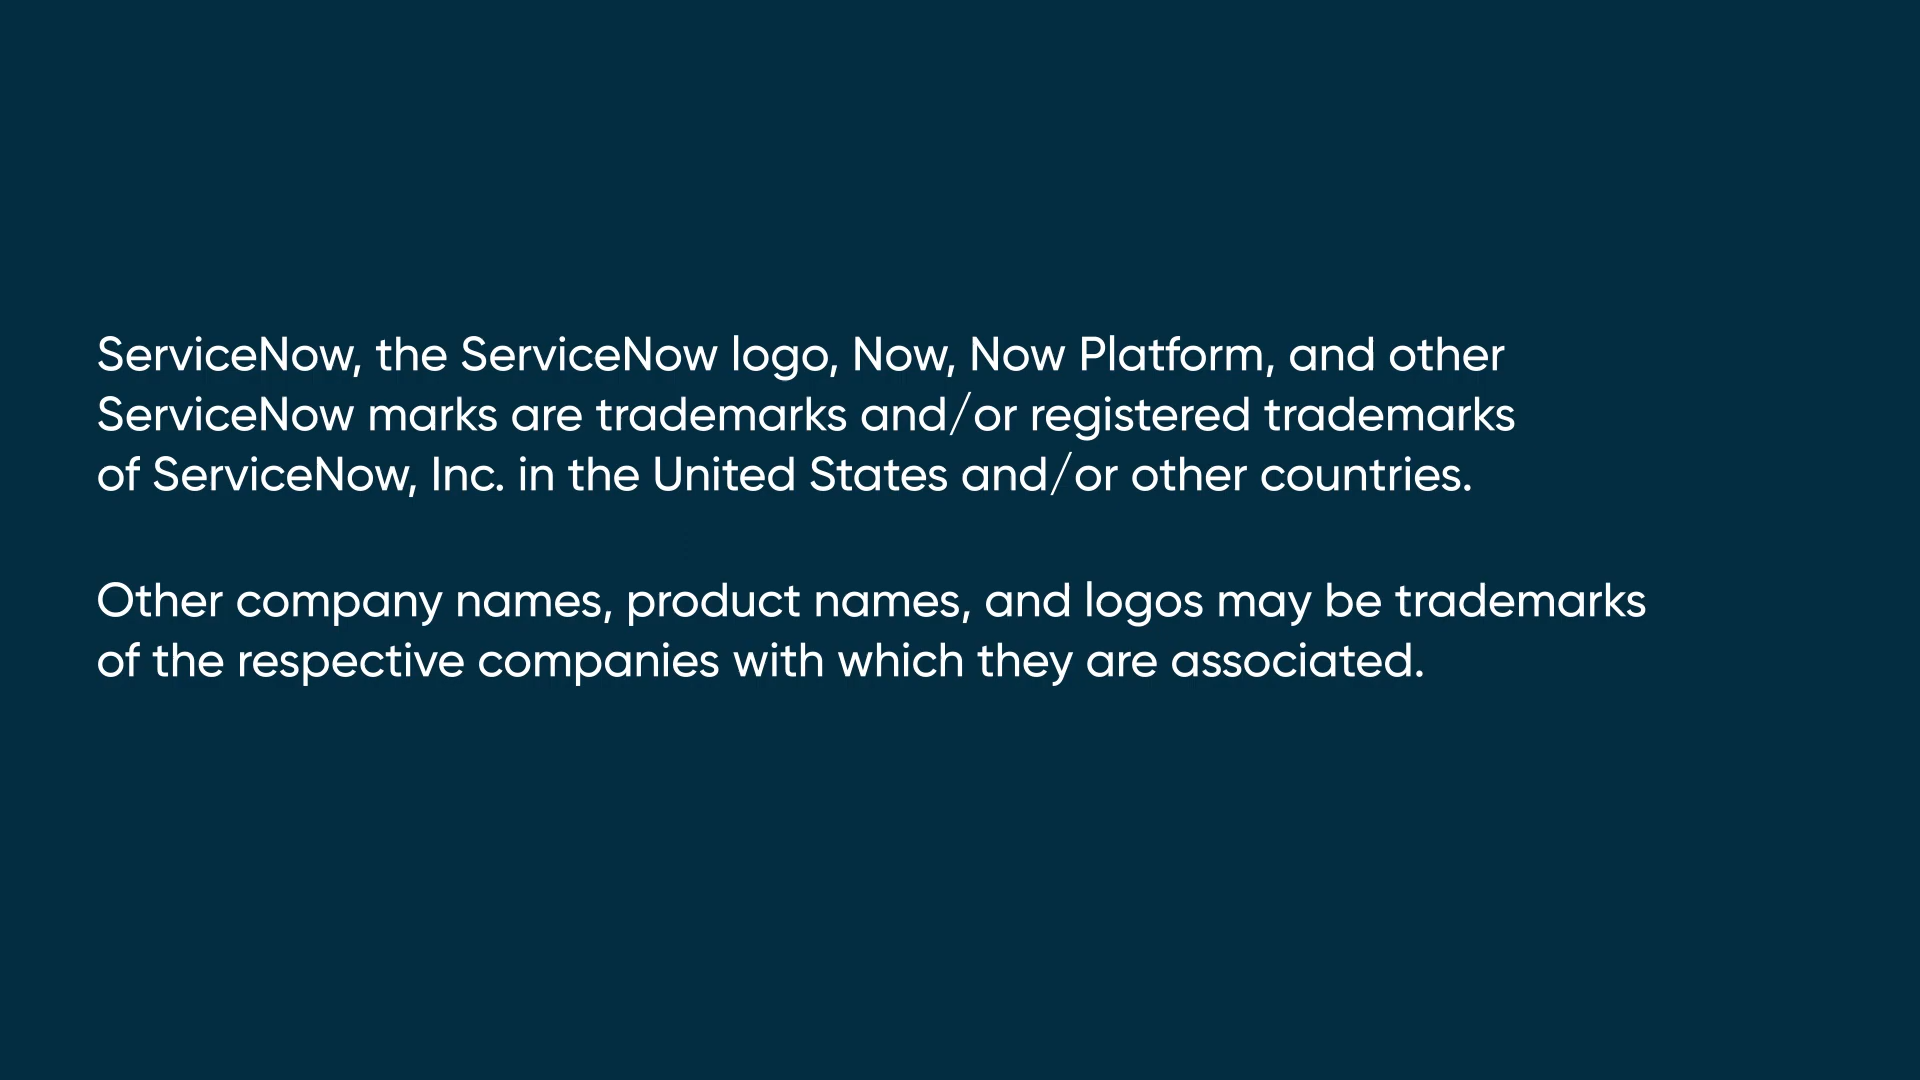 ServiceNow, the ServiceNow logo, Now, Now Platform, and other
ServiceNow marks are trademarks and/or registered trademarks
of ServiceNow, Inc. in the United States and/or other countries.
Other company names, product names, and logos may be trademarks
of the respective companies with which they are associated.